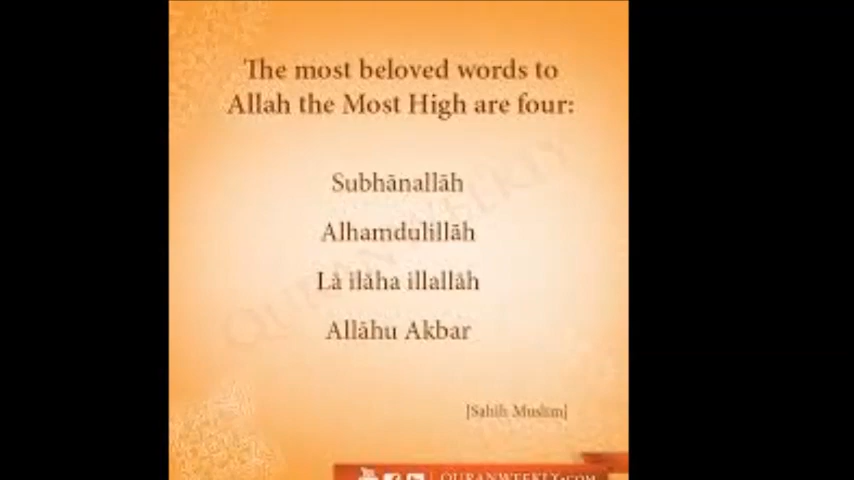 The most beloved words to
Allah the Most High are four:
Subhānallāh
Alhamdulillāh
Lā ilāha illallāh
Allāhu Akbar
[Sahih Muslim]
QURANWEEKLY
QURANWEEKLY.COM